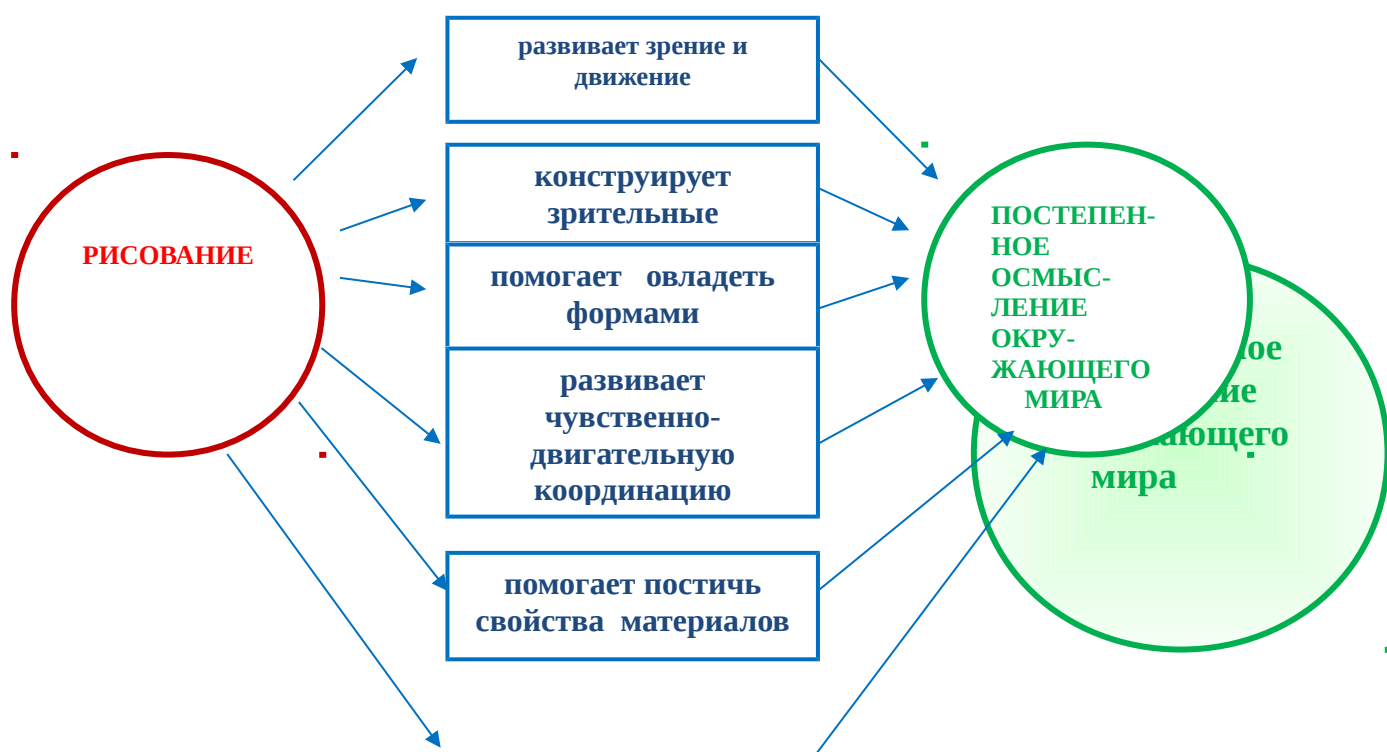 РИСОВАНИЕ
развивает зрение и
движение
конструирует
зрительные
помогает овладеть
формами
развивает
чувственно-
двигательную
координацию
помогает постичь
свойства материалов
ПОСТЕПЕН-
НОЕ
ОСМЫС-
ЛЕНИЕ
ОКРУ-
ЖАЮЩЕГО
МИРА
мира